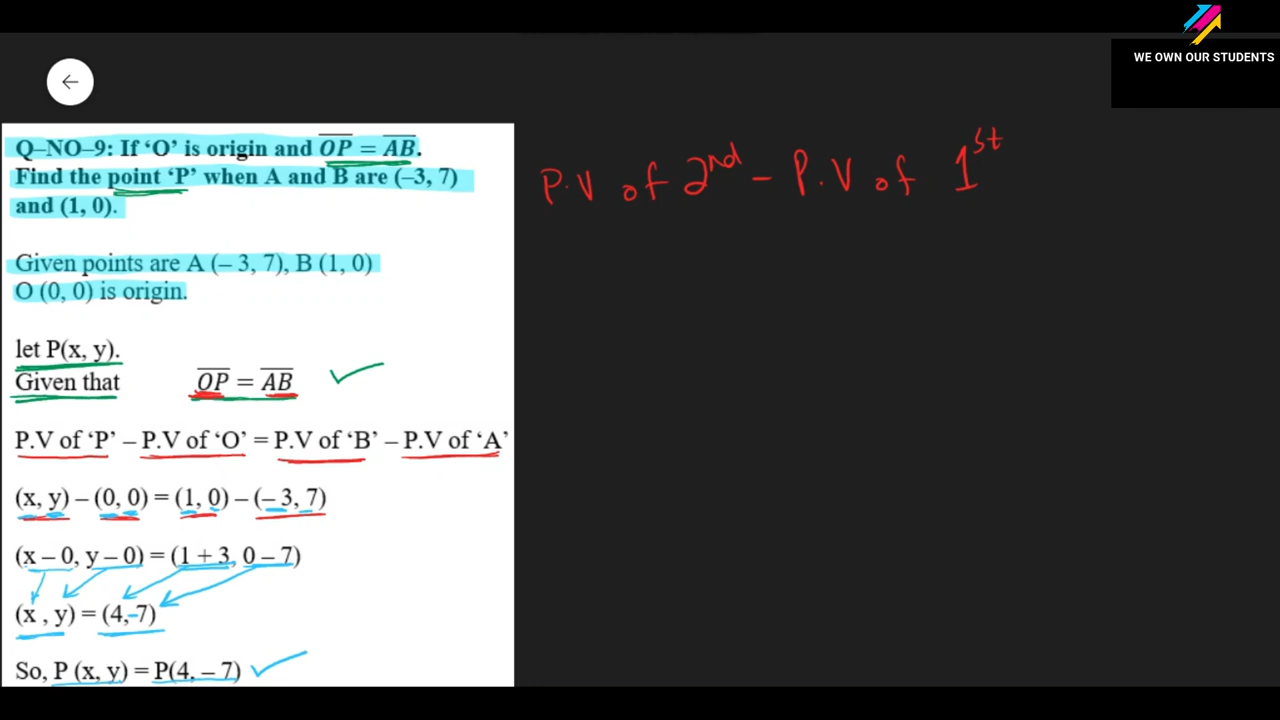 WE OWN OUR STUDENTS
Q–NO–9: If ‘O’ is origin and OP = AB.
Find the point ‘P’ when A and B are (–3, 7)
and (1, 0).
Given points are A (– 3, 7), B (1, 0)
O (0, 0) is origin.
let P(x, y).
Given that OP = AB
P.V of ‘P’ – P.V of ‘O’ = P.V of ‘B’ – P.V of ‘A’
(x, y) – (0, 0) = (1, 0) – (– 3, 7)
(x – 0, y – 0) = (1 + 3, 0 – 7)
(x , y) = (4,-7)
So, P (x, y) = P(4, – 7)
P.V of 2nd – P.V of 1st